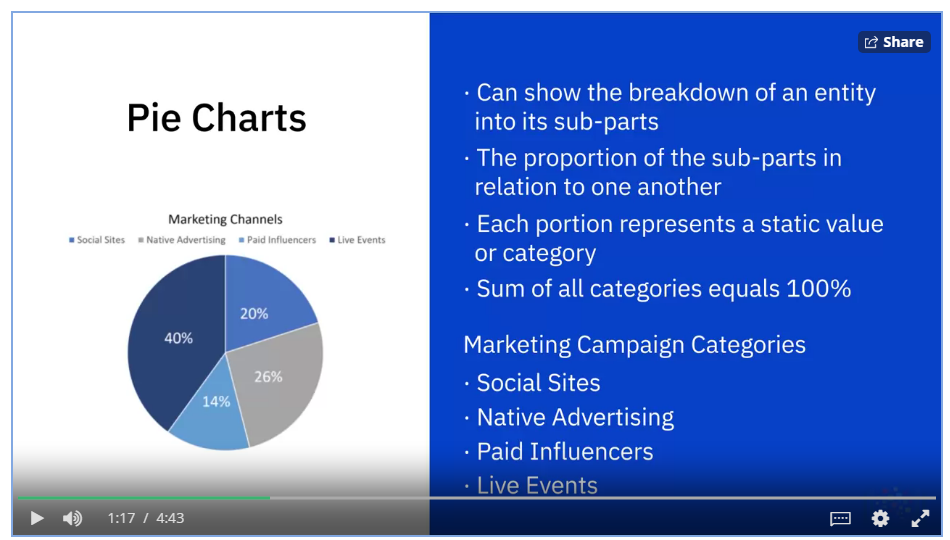 Share
Pie Charts
Marketing Channels
Social Sites Native Advertising Paid Influencers Live Events
20%
40%
26%
14%
· Can show the breakdown of an entity
into its sub-parts
· The proportion of the sub-parts in
relation to one another
· Each portion represents a static value
or category
· Sum of all categories equals 100%
Marketing Campaign Categories
· Social Sites
· Native Advertising
· Paid Influencers
· Live Events
1:17 / 4:43